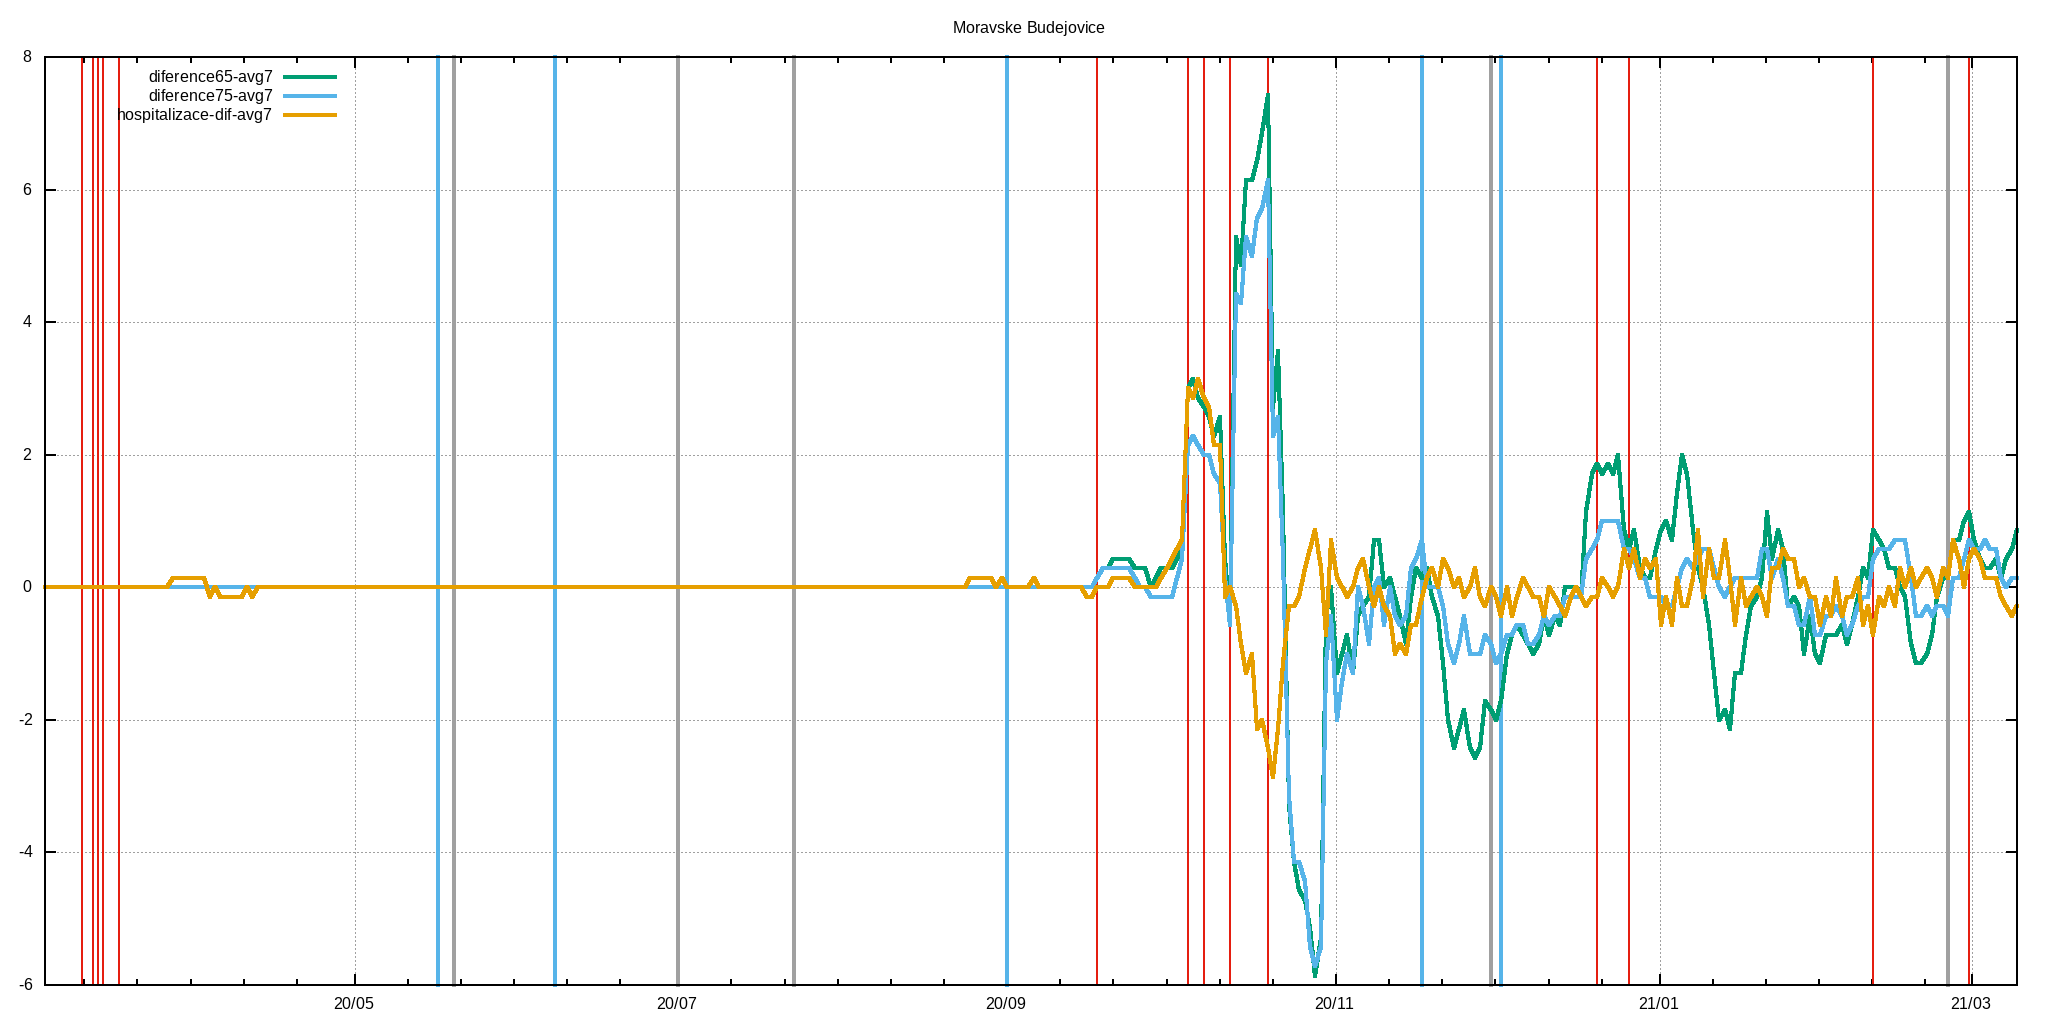 Moravske Budejovice
8
diference65-avg7
diference75-avg7
hospitalizace-dif-avg7
6
4
2
0
-2
-4
-6
20/05 20/07 20/09 20/11 21/01 21/03